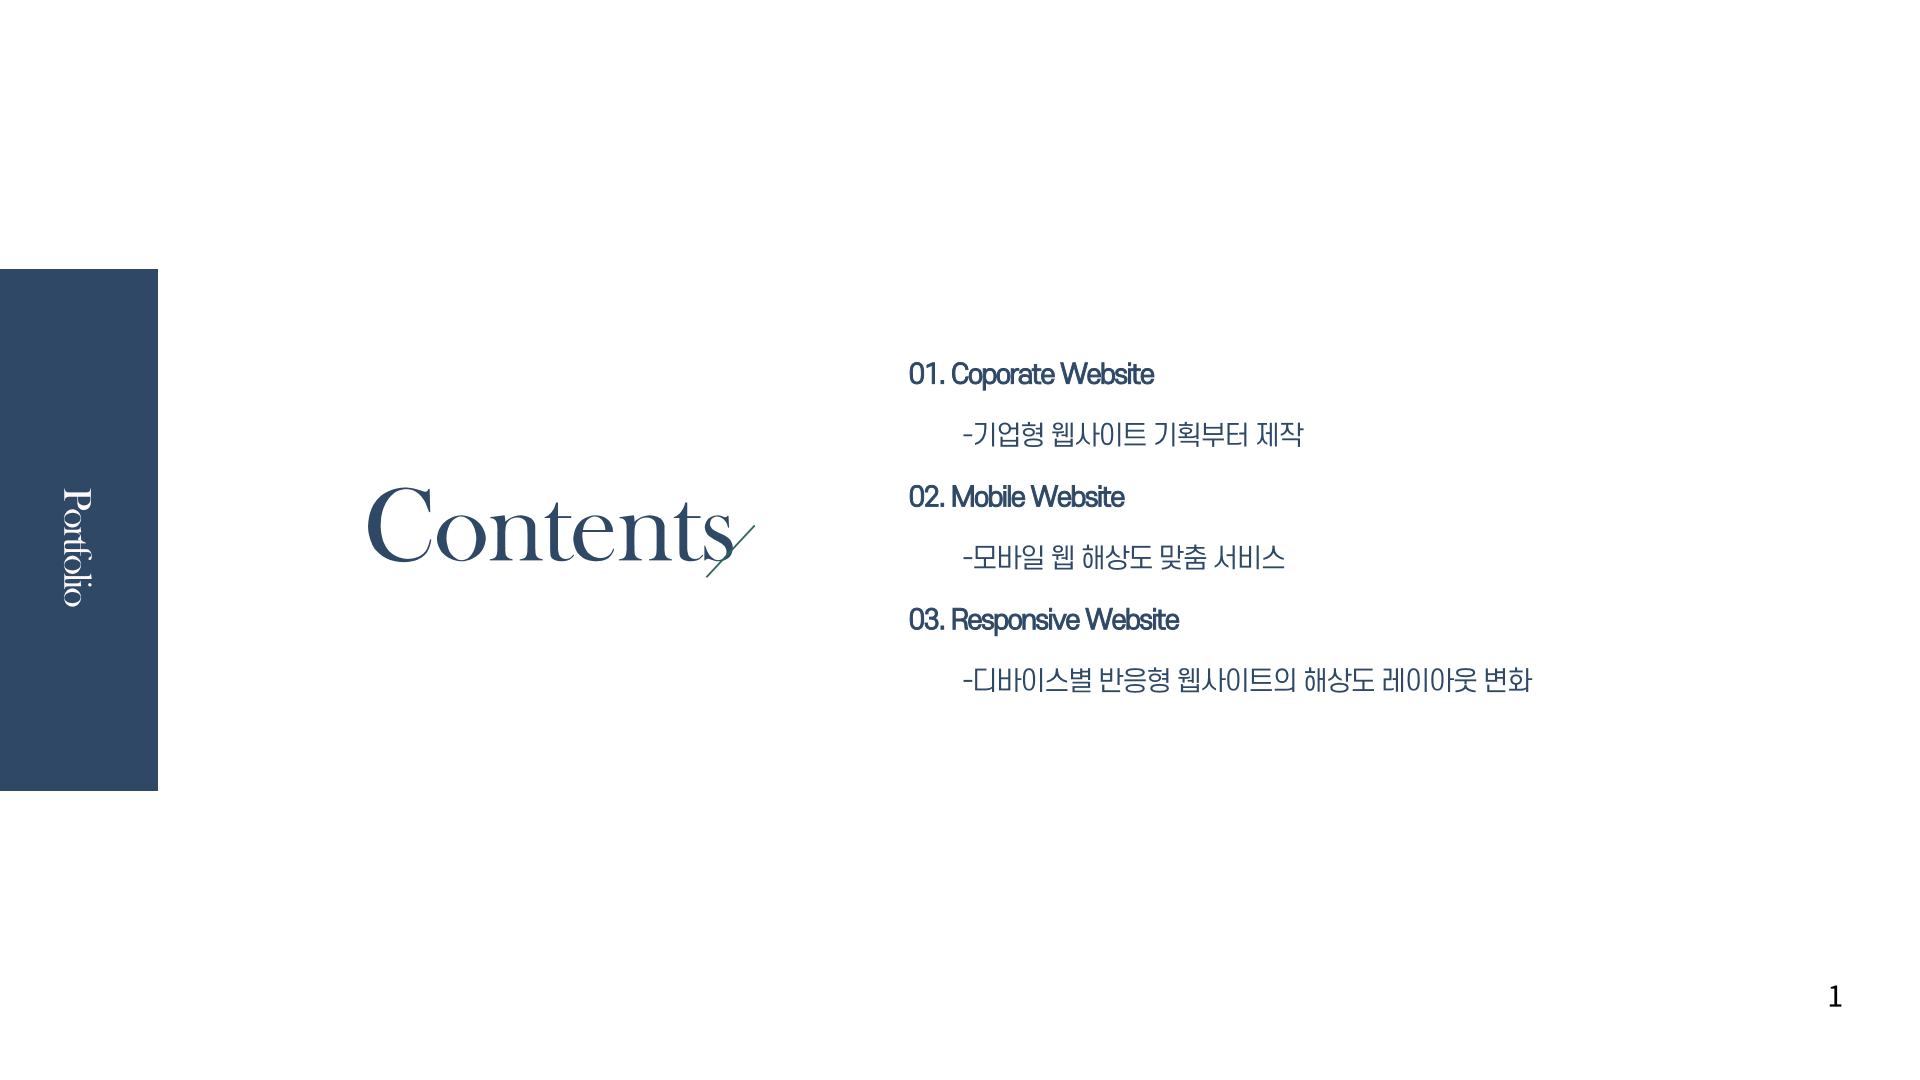 Portfolio
Contents
01. Coporate Website
-기업형 웹사이트 기획부터 제작
02. Mobile Website
-모바일 웹 해상도 맞춤 서비스
03. Responsive Website
-디바이스별 반응형 웹사이트의 해상도 레이아웃 변화
1